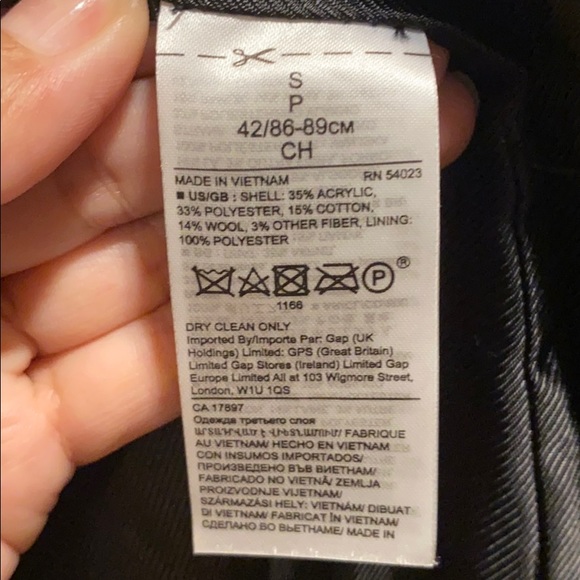 S
P
42/86-89CM
CH
MADE IN VIETNAM RN 54023
■ US/GB : SHELL: 35% ACRYLIC,
33% POLYESTER, 15% COTTON,
14% WOOL, 3% OTHER FIBER, LINING:
100% POLYESTER
P ®
1166
DRY CLEAN ONLY
Imported By/Importe Par: Gap (UK
Holdings) Limited: GPS (Great Britain)
Limited Gap Stores (Ireland) Limited Gap
Europe Limited All at 103 Wigmore Street,
London, W1U 1QS
CA 17897
Одежда третьего слоя
/ FABRIQUE
AU VIETNAM/ HECHO EN VIETNAM
CON INSUMOS IMPORTADOS/
ПРОИЗВЕДЕНО ВЪВ ВИЕТНАМ/
FABRICADO NO VIETNÃ/ ZEMLJA
PROIZVODNJE VIJETNAM/
SZÁRMAZÁSI HELY: VIETNÁM/ DIBUAT
DI VIETNAM/ FABRICAT ÎN VIETNAM/
СДЕЛАНО ВО ВЬЕТНАМЕ/ MADE IN